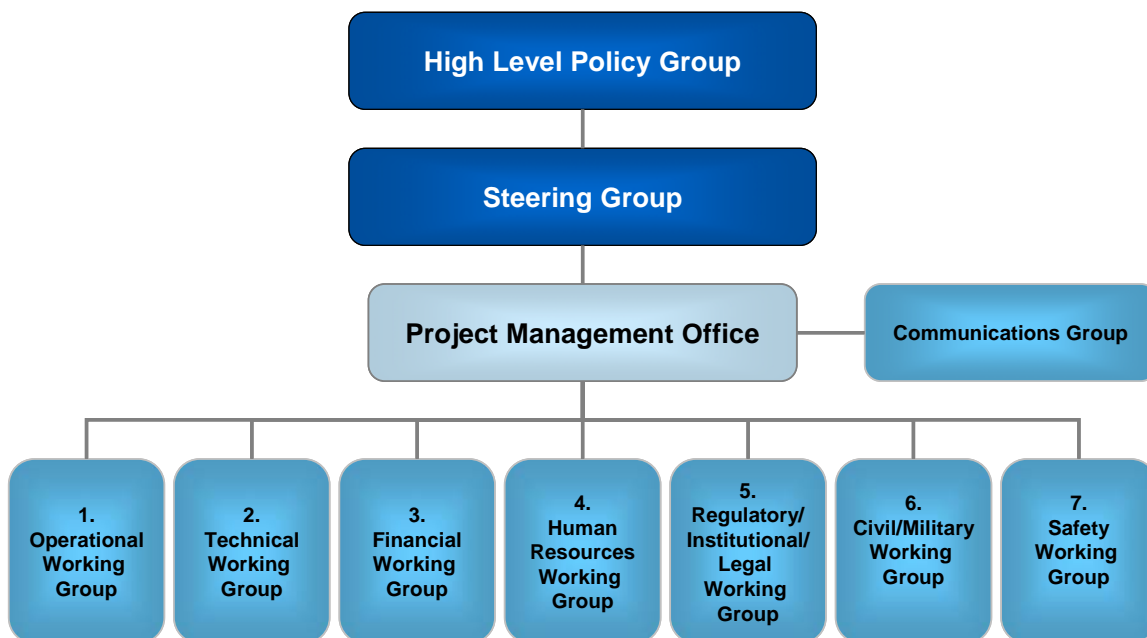 High Level Policy Group
Steering Group
Project Management Office
Communications Group
1.
Operational
Working
Group
2.
Technical
Working
Group
3.
Financial
Working
Group
4.
Human
Resources
Working
Group
5.
Regulatory/
Institutional/
Legal
Working
Group
6.
Civil/Military
Working
Group
7.
Safety
Working
Group